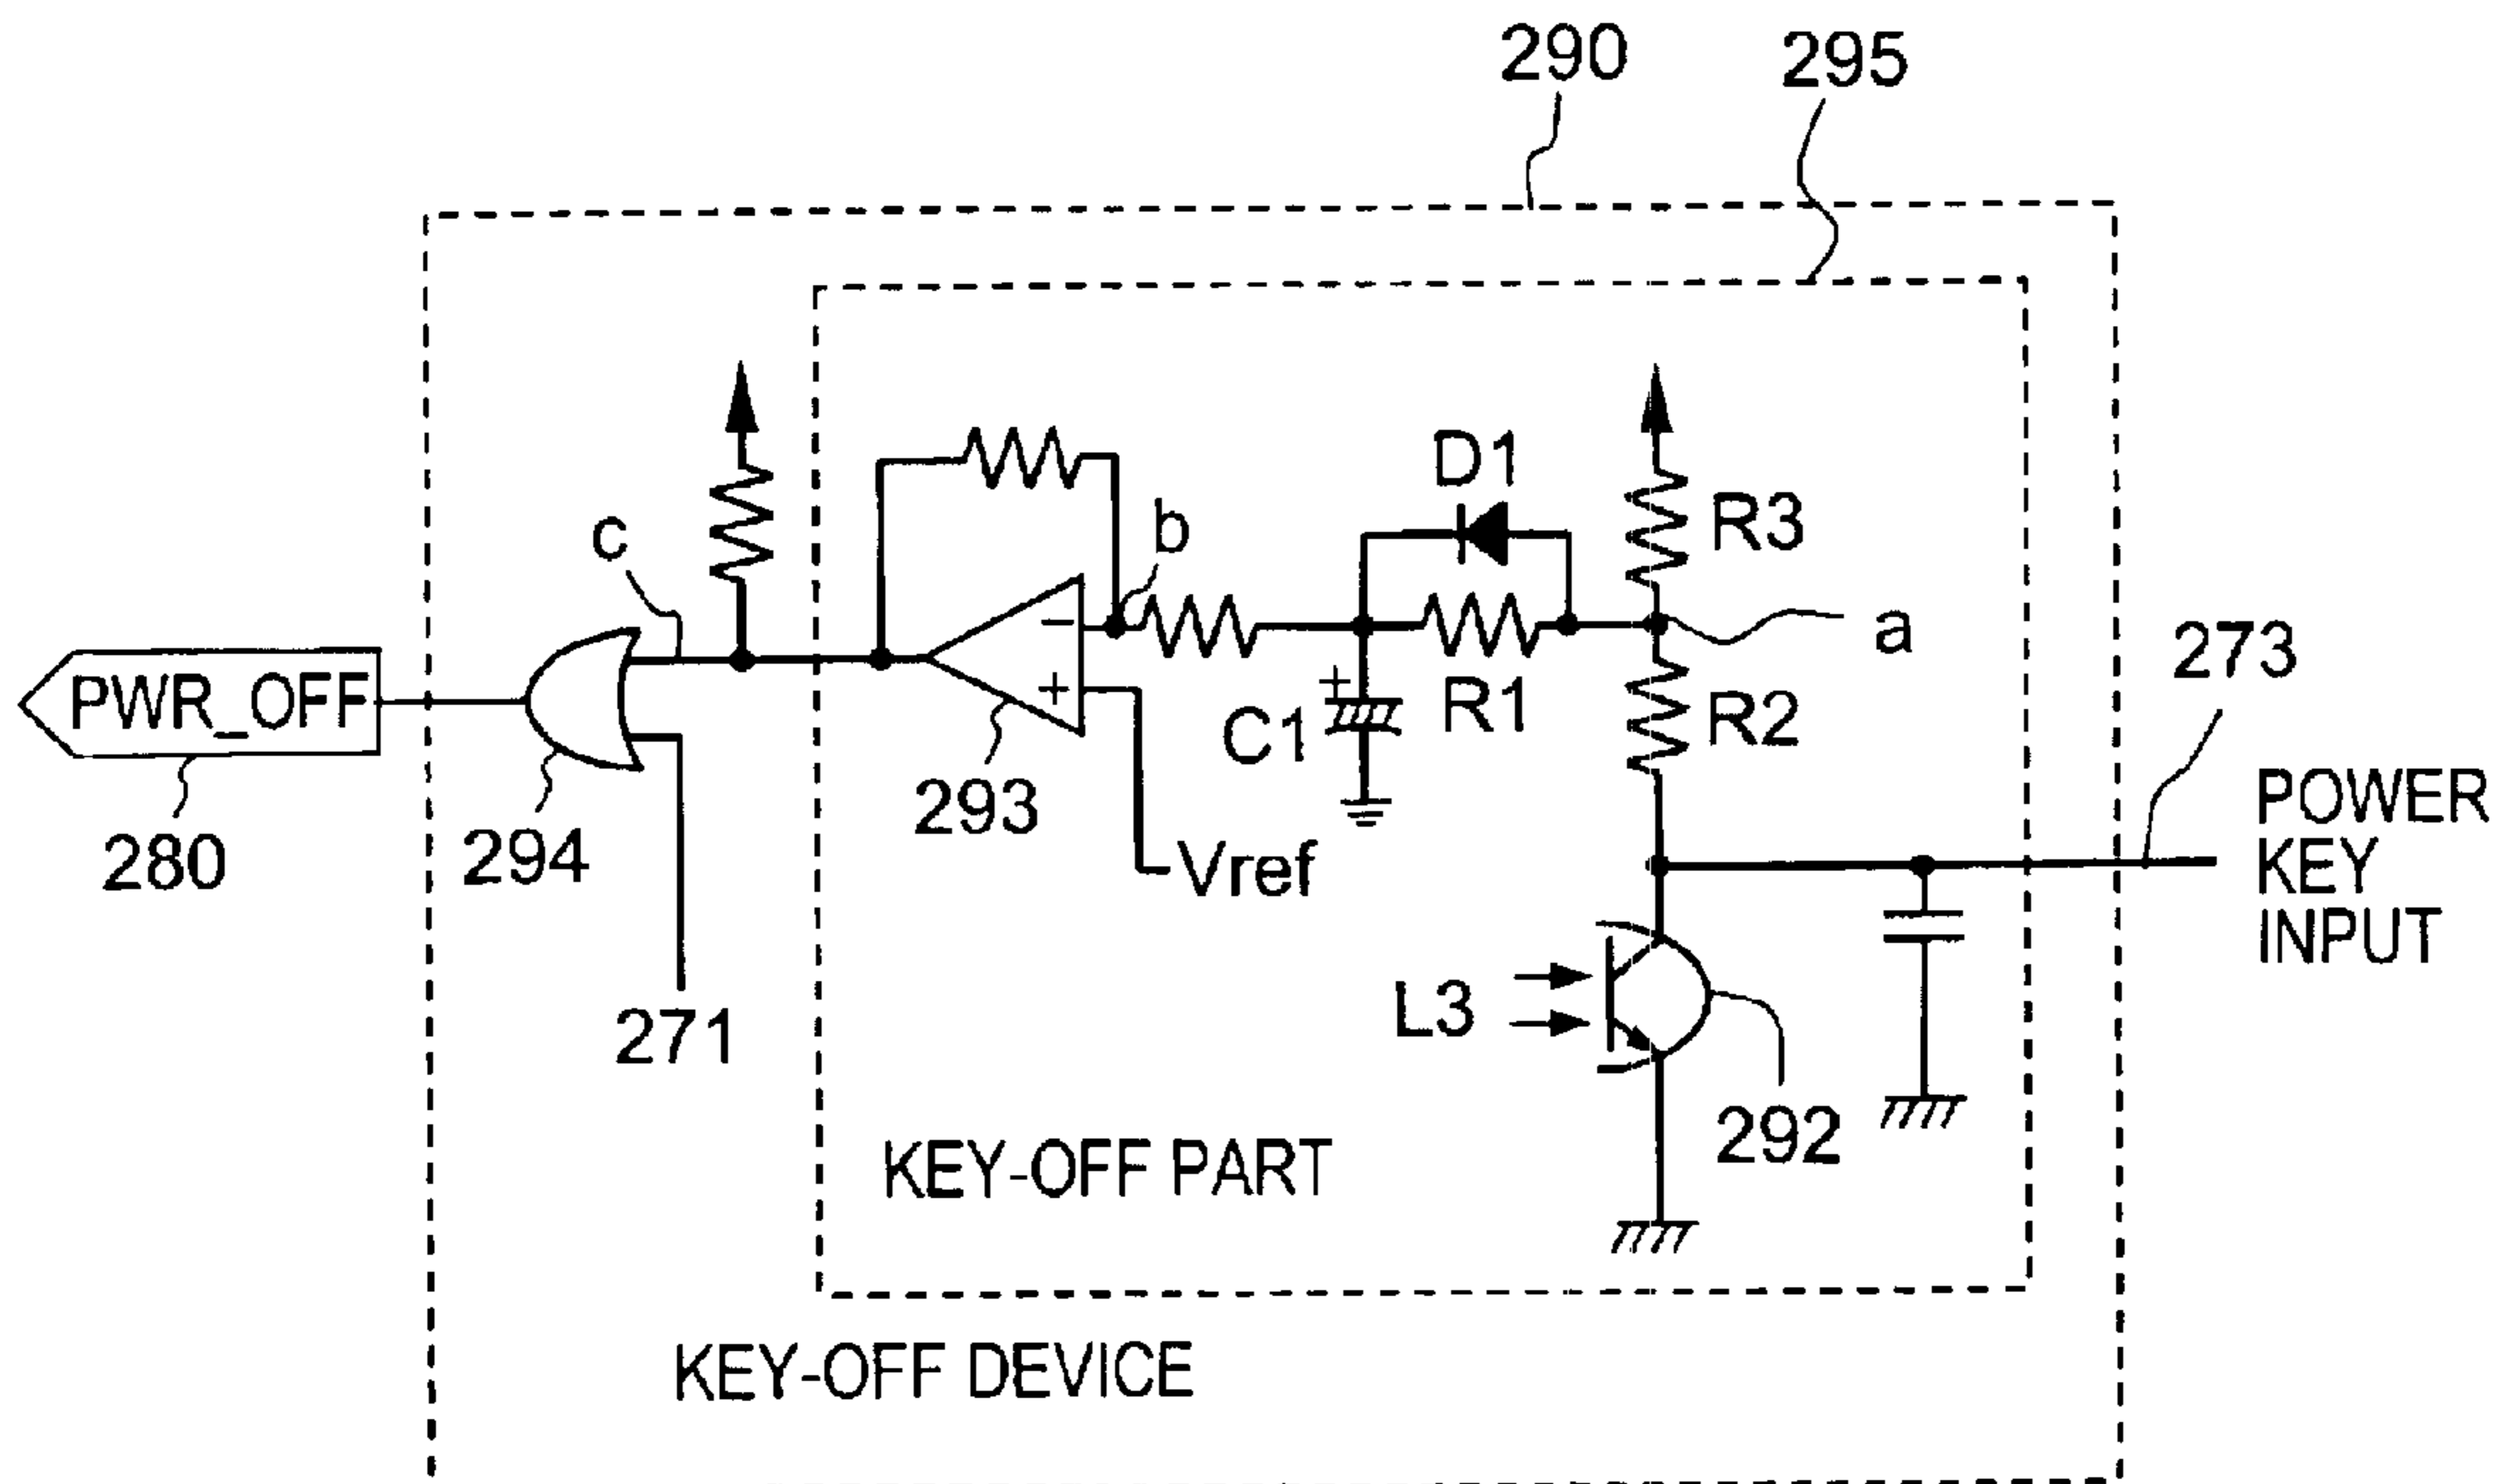 290
295
D1
R3
c
b
a
273
PWR_OFF
+
C1
R1
R2
−
+
280
294
293
Vref
POWER
KEY
INPUT
271
L3
292
KEY-OFF PART
KEY-OFF DEVICE